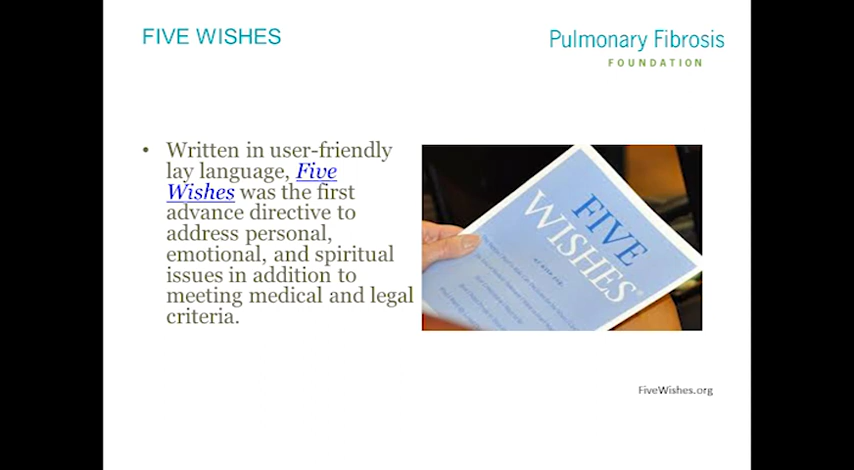 FIVE WISHES
Pulmonary Fibrosis
FOUNDATION
• Written in user-friendly
lay language, Five
Wishes was the first
advance directive to
address personal,
emotional, and spiritual
issues in addition to
meeting medical and legal
criteria.
FIVE
WISHES®
FiveWishes.org